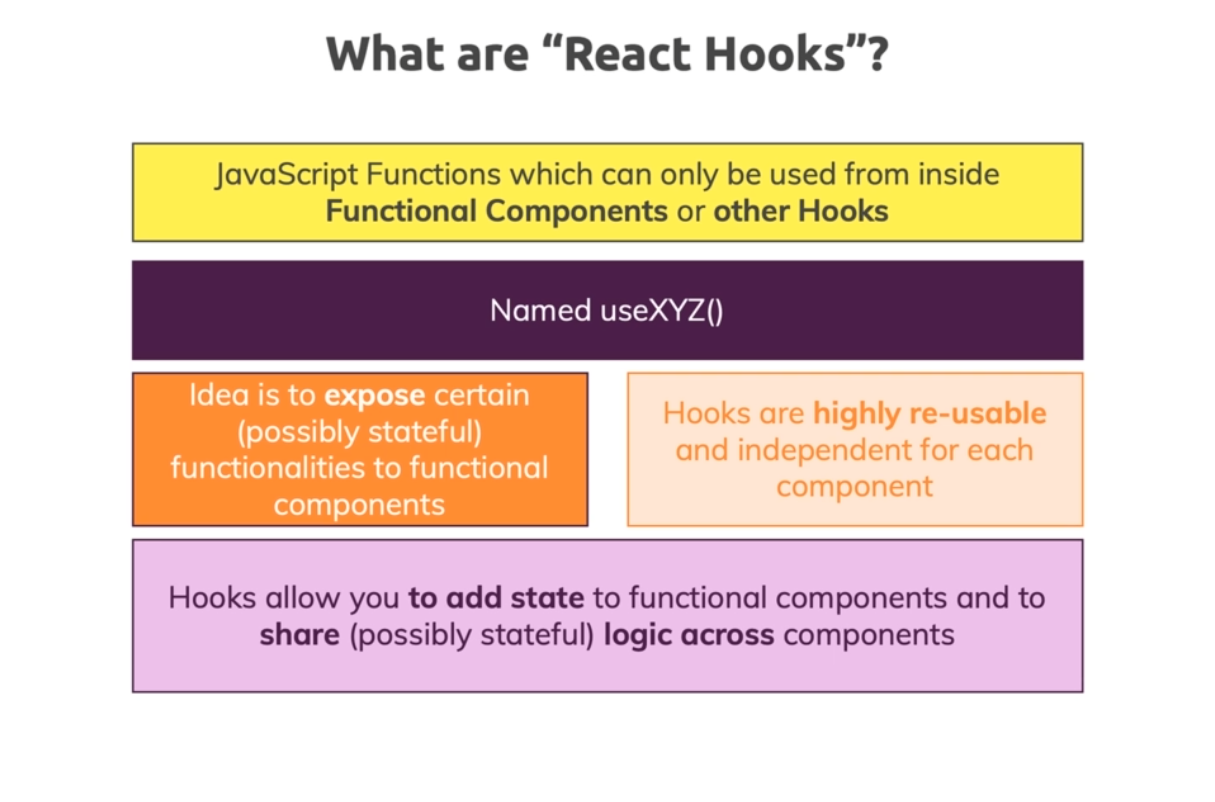 What are “React Hooks”?
JavaScript Functions which can only be used from inside
Functional Components or other Hooks
Named useXYZ()
Idea is to expose certain
(possibly stateful)
functionalities to functional
components
Hooks are highly re-usable
and independent for each
component
Hooks allow you to add state to functional components and to
share (possibly stateful) logic across components